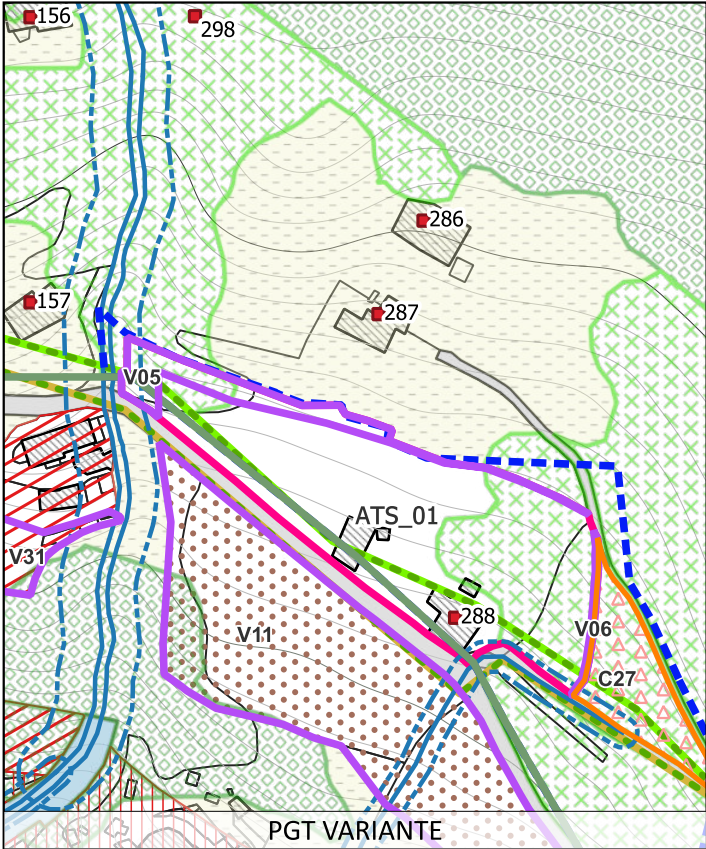 156
298
286
157
287
V05
ATS_01
V31
288
V11
V06
C27
PGT VARIANTE